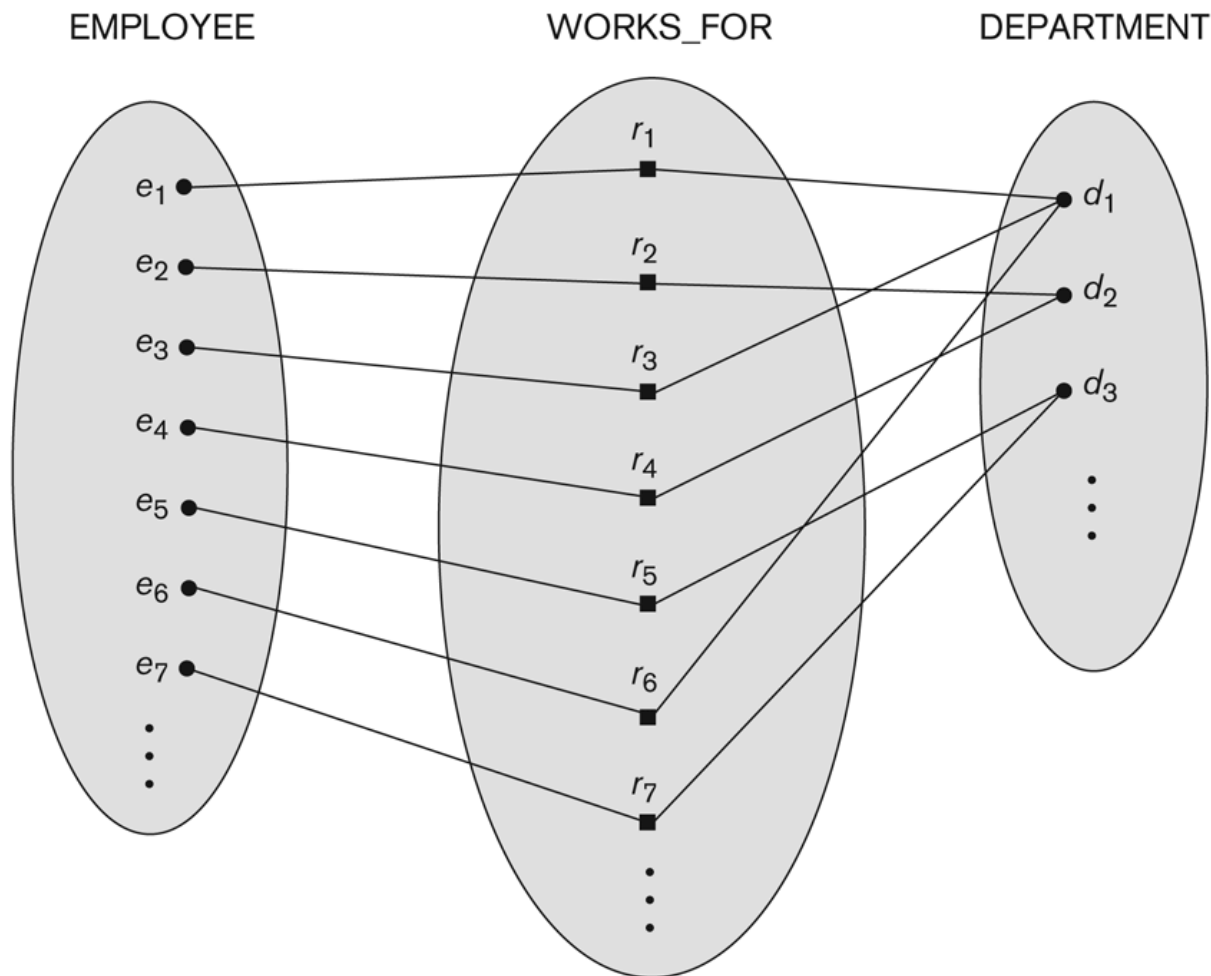 EMPLOYEE WORKS_FOR DEPARTMENT
r1
e1 d1
r2
e2 d2
e3 r3 d3
e4 r4
e5 r5
e6 r6
e7 r7